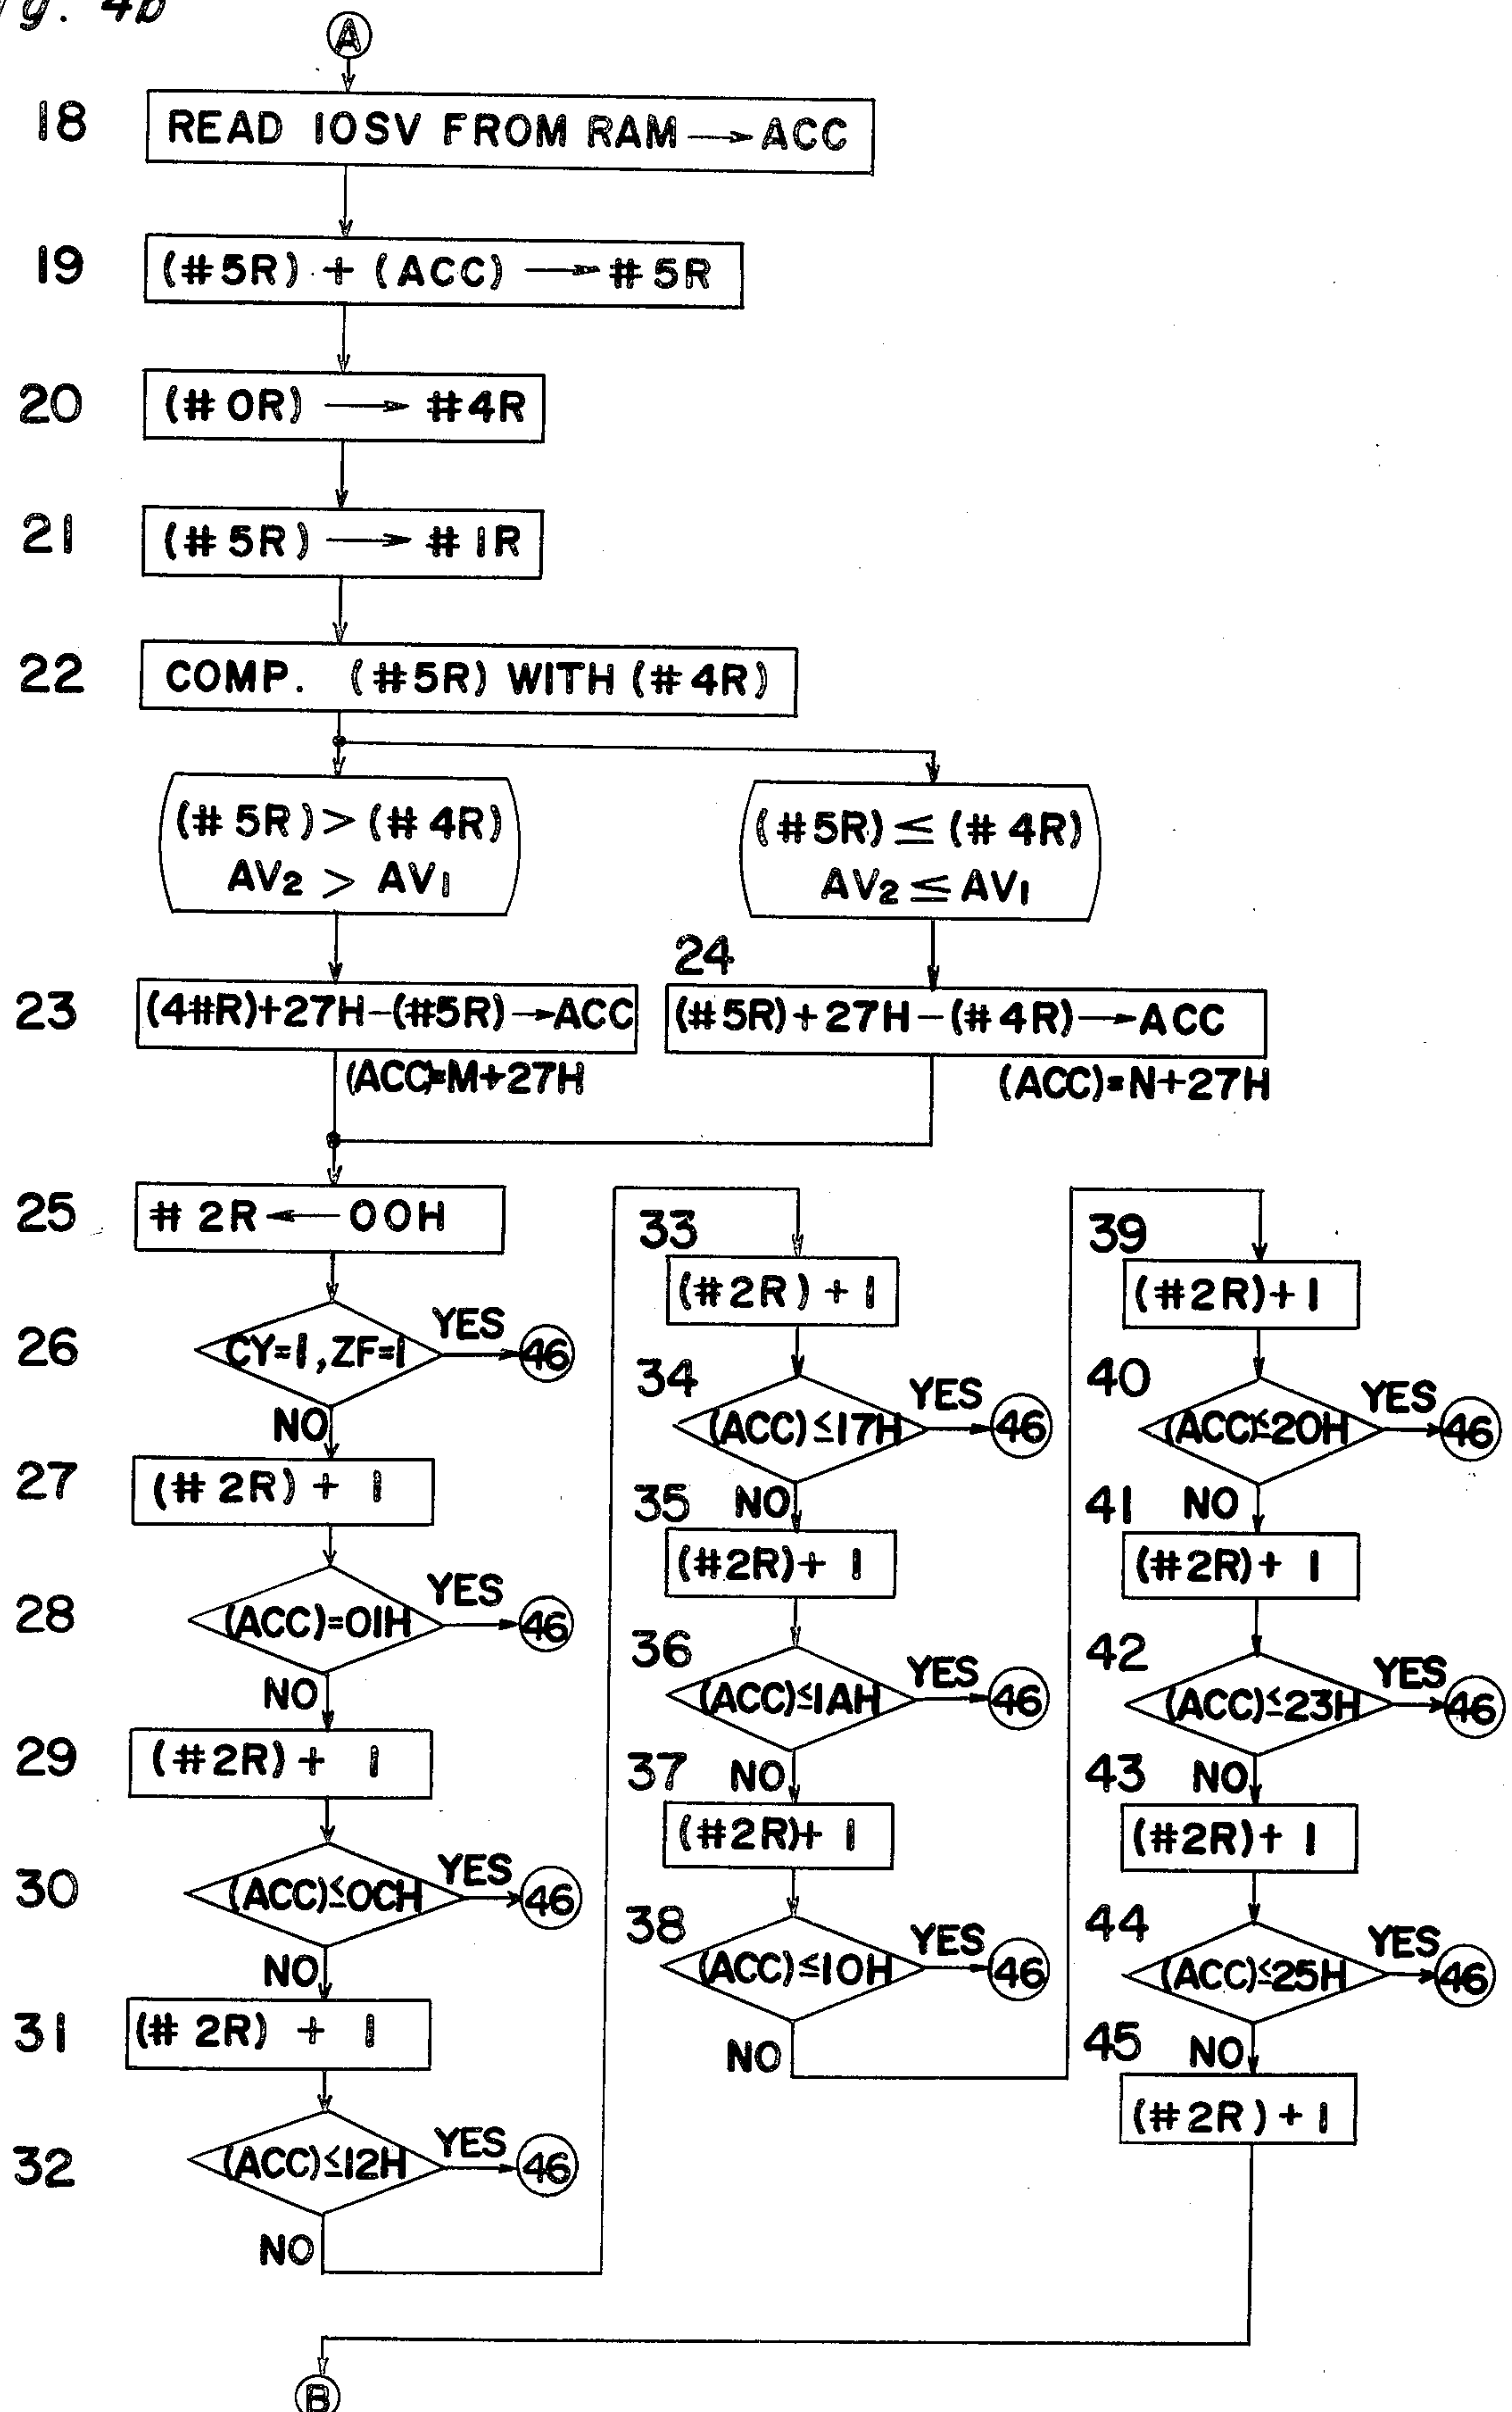 Fig. 4b
A
18
READ 10SV FROM RAM → ACC
19
(#5R) + (ACC) → #5R
20
(#0R) → #4R
21
(#5R) → #1R
22
COMP. (#5R) WITH (#4R)
(#5R) > (#4R)
AV2 > AV1
(#5R) ≤ (#4R)
AV2 ≤ AV1
23
(4#R)+27H-(#5R)→ACC
(ACC)=M+27H
24
(#5R)+27H-(#4R)→ACC
(ACC)=N+27H
25
#2R ← 00H
26
CY=1, ZF=1
YES
46
NO
27
(#2R) + 1
28
(ACC)=01H
YES
46
NO
29
(#2R) + 1
30
(ACC)≤0CH
YES
46
NO
31
(#2R) + 1
32
(ACC)≤12H
YES
46
NO
33
(#2R) + 1
34
(ACC)≤17H
YES
46
35
NO
(#2R) + 1
36
(ACC)≤1AH
YES
46
37
NO
(#2R) + 1
38
(ACC)≤10H
YES
46
NO
39
(#2R) + 1
40
(ACC)≤20H
YES
46
41
NO
(#2R) + 1
42
(ACC)≤23H
YES
46
43
NO
(#2R) + 1
44
(ACC)≤25H
YES
46
45
NO
(#2R) + 1
B